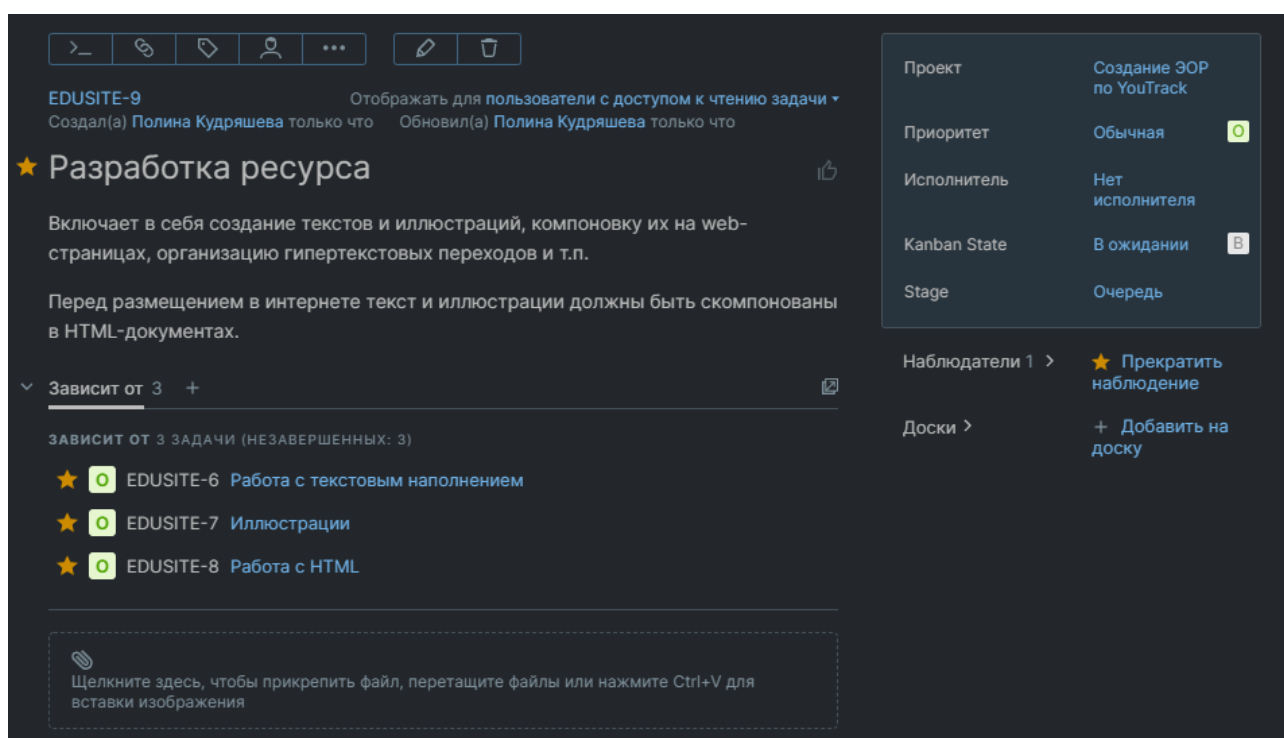 EDUSITE-9 Отображать для пользователи с доступом к чтению задачи
Создал(а) Полина Кудряшева только что Обновил(а) Полина Кудряшева только что
Разработка ресурса
Включает в себя создание текстов и иллюстраций, компоновку их на web-
страницах, организацию гипертекстовых переходов и т.п.
Перед размещением в интернете текст и иллюстрации должны быть скомпонованы
в HTML-документах.
Зависит от 3 +
ЗАВИСИТ ОТ 3 ЗАДАЧИ (НЕЗАВЕРШЕННЫХ: 3)
О EDUSITE-6 Работа с текстовым наполнением
О EDUSITE-7 Иллюстрации
О EDUSITE-8 Работа с HTML
Щелкните здесь, чтобы прикрепить файл, перетащите файлы или нажмите Ctrl+V для
вставки изображения
Проект Создание ЭОР
по YouTrack
Приоритет Обычная О
Исполнитель Нет
исполнителя
Kanban State В ожидании В
Stage Очередь
Наблюдатели 1 > Прекратить
наблюдение
Доски > + Добавить на
доску